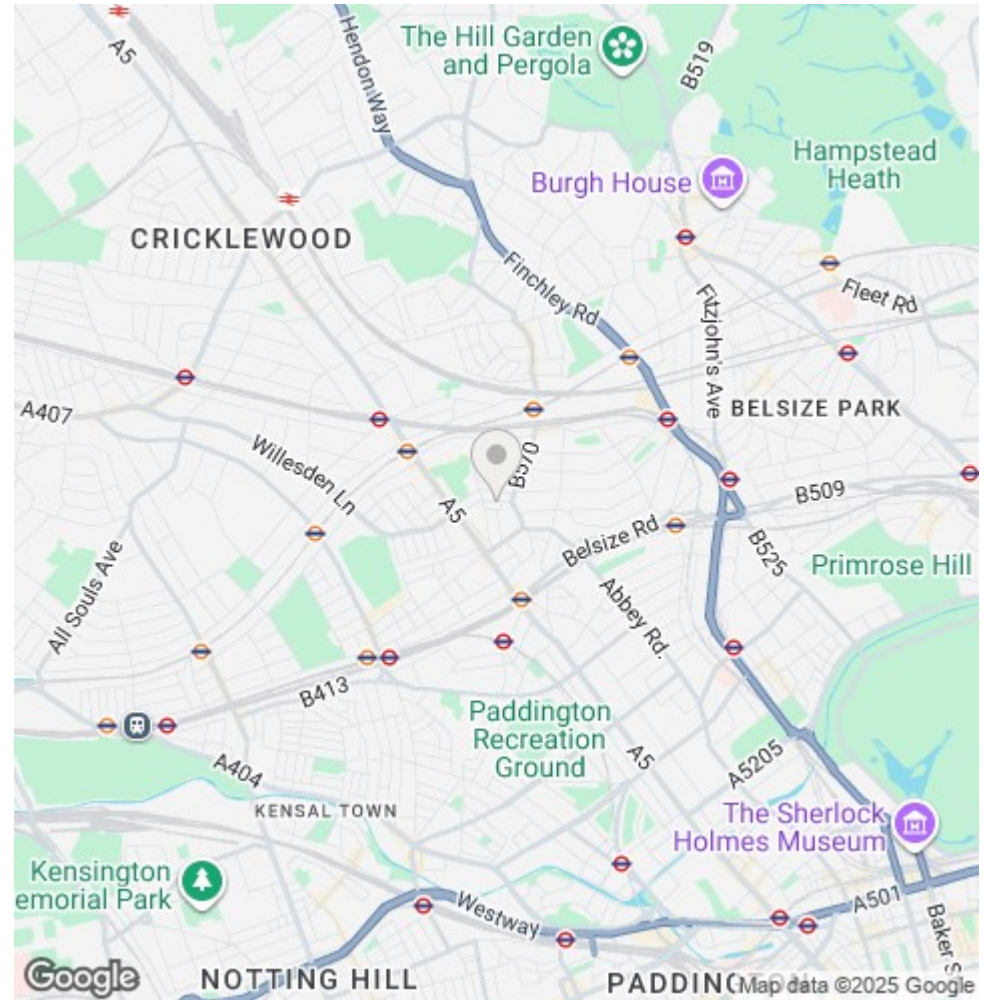 A5
Hendon Way
The Hill Garden
and Pergola
B519
Hampstead
Heath
Burgh House
CRICKLEWOOD
Finchley Rd
Fitzjohn's Ave
Fleet Rd
A407
BELSIZE PARK
Willesden Ln
B570
A5
B509
Belsize Rd
B525
Primrose Hill
All Souls Ave
Abbey Rd.
B413
Paddington
Recreation
Ground
A5
A5205
A404
KENSAL TOWN
The Sherlock
Holmes Museum
Kensington
emorial Park
Westway
A501
Baker S
Google
NOTTING HILL
PADDINGTON
Map data ©2025 Google